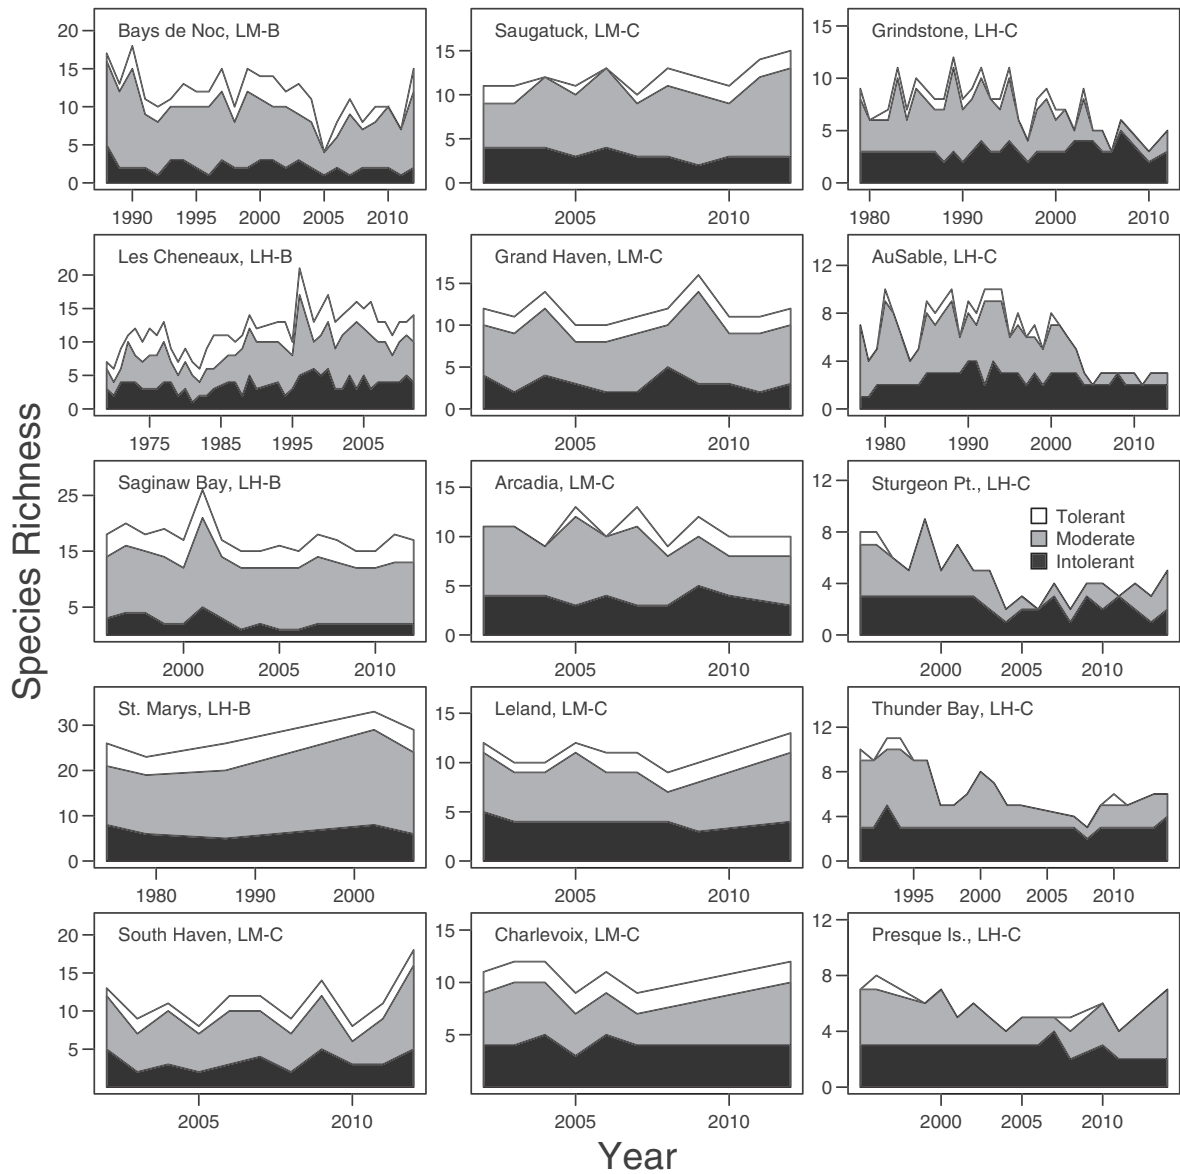 Species Richness
Bays de Noc, LM-B
20
15
10
5
0
1990 1995 2000 2005 2010
Saugatuck, LM-C
15
10
5
0
2005 2010
Grindstone, LH-C
15
10
5
0
1980 1990 2000 2010
Les Cheneaux, LH-B
20
15
10
5
0
1975 1985 1995 2005
Grand Haven, LM-C
15
10
5
0
2005 2010
AuSable, LH-C
12
8
4
0
1980 1990 2000 2010
Saginaw Bay, LH-B
25
15
5
2000 2005 2010
Arcadia, LM-C
15
10
5
0
2005 2010
Sturgeon Pt., LH-C
12
8
4
0
Tolerant
Moderate
Intolerant
2000 2005 2010
St. Marys, LH-B
30
20
10
0
1980 1990 2000
Leland, LM-C
15
10
5
0
2005 2010
Thunder Bay, LH-C
12
8
4
0
1995 2000 2005 2010
South Haven, LM-C
20
15
10
5
2005 2010
Charlevoix, LM-C
15
10
5
2005 2010
Presque Is., LH-C
12
8
4
0
2000 2005 2010
Year